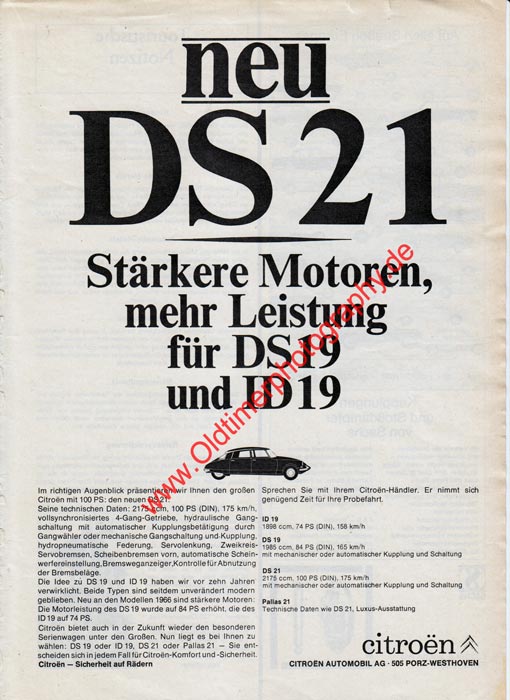 neu
DS 21
Stärkere Motoren,
mehr Leistung
für DS 19
und ID 19
www.Oldtimerphotography.de
Im richtigen Augenblick präsentieren wir Ihnen den großen
Citroën mit 100 PS: den neuen DS 21.
Seine technischen Daten: 2175 ccm, 100 PS (DIN), 175 km/h,
vollsynchronisiertes 4-Gang-Getriebe, hydraulische Gang-
schaltung mit automatischer Kupplungsbetätigung durch
Gangwähler oder mechanische Gangschaltung und -Kupplung,
hydropneumatische Federung, Servolenkung, Zweikreis-
Servobremsen, Scheibenbremsen vorn, automatische Schein-
werfereinstellung, Bremsweganzeiger, Kontrolle für Abnutzung
der Bremsbeläge.
Die Idee zu DS 19 und ID 19 haben wir vor zehn Jahren
verwirklicht. Beide Typen sind seitdem unverändert modern
geblieben. Neu an den Modellen 1966 sind stärkere Motoren:
Die Motorleistung des DS 19 wurde auf 84 PS erhöht, die des
ID 19 auf 74 PS.
Citroën bietet auch in der Zukunft wieder den besonderen
Serienwagen unter den Großen. Nun liegt es bei Ihnen zu
wählen: DS 19 oder ID 19, DS 21 oder Pallas 21 – Sie ent-
scheiden sich in jedem Fall für Citroën-Komfort und -Sicherheit.
Citroën – Sicherheit auf Rädern
Sprechen Sie mit Ihrem Citroën-Händler. Er nimmt sich
genügend Zeit für Ihre Probefahrt.
ID 19
1898 ccm, 74 PS (DIN), 158 km/h
DS 19
1985 ccm, 84 PS (DIN), 165 km/h
mit mechanischer oder automatischer Kupplung und Schaltung
DS 21
2175 ccm, 100 PS (DIN), 175 km/h
mit mechanischer oder automatischer Kupplung und Schaltung
Pallas 21
Technische Daten wie DS 21, Luxus-Ausstattung
citroën
CITROËN AUTOMOBIL AG · 505 PORZ-WESTHOVEN